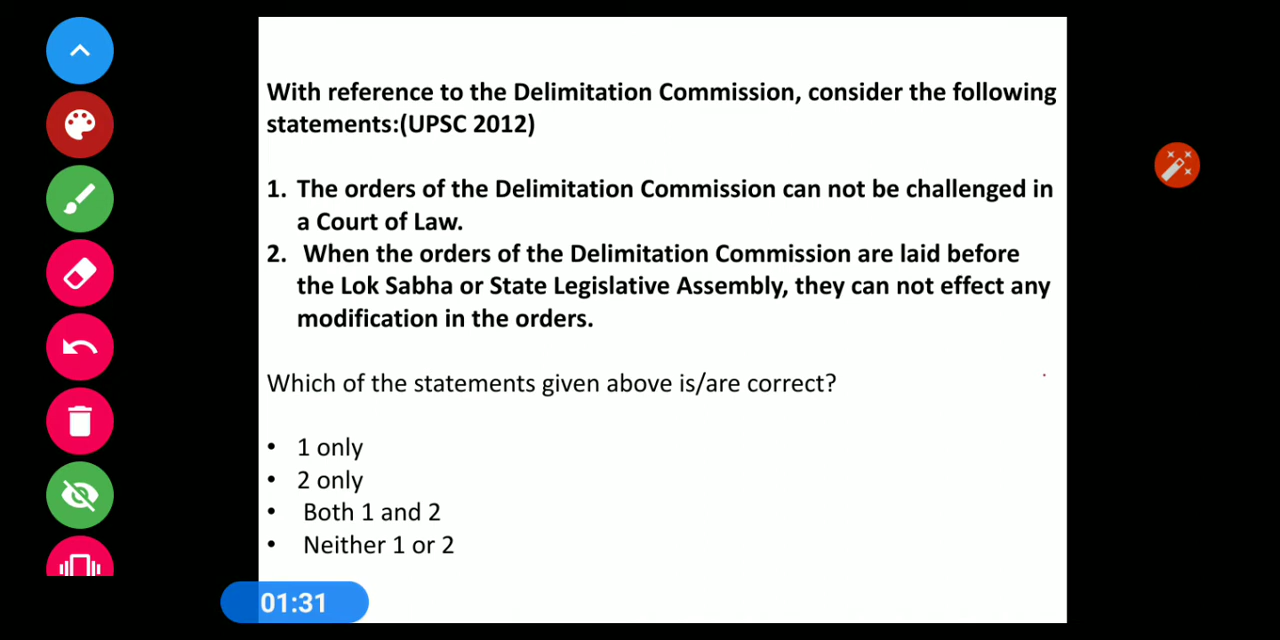 With reference to the Delimitation Commission, consider the following
statements:(UPSC 2012)
1. The orders of the Delimitation Commission can not be challenged in
a Court of Law.
2. When the orders of the Delimitation Commission are laid before
the Lok Sabha or State Legislative Assembly, they can not effect any
modification in the orders.
Which of the statements given above is/are correct?
• 1 only
• 2 only
• Both 1 and 2
• Neither 1 or 2
01:31